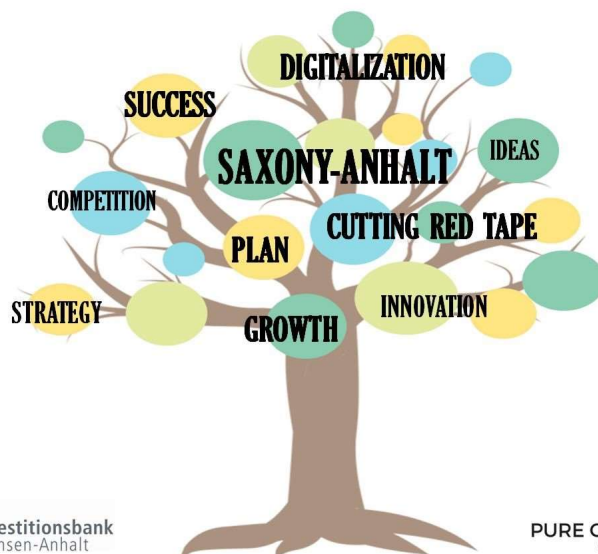 DIGITALIZATION
SUCCESS
SAXONY-ANHALT
IDEAS
COMPETITION
CUTTING RED TAPE
PLAN
STRATEGY
INNOVATION
GROWTH
estitionsbank
nsen-Anhalt
PURE